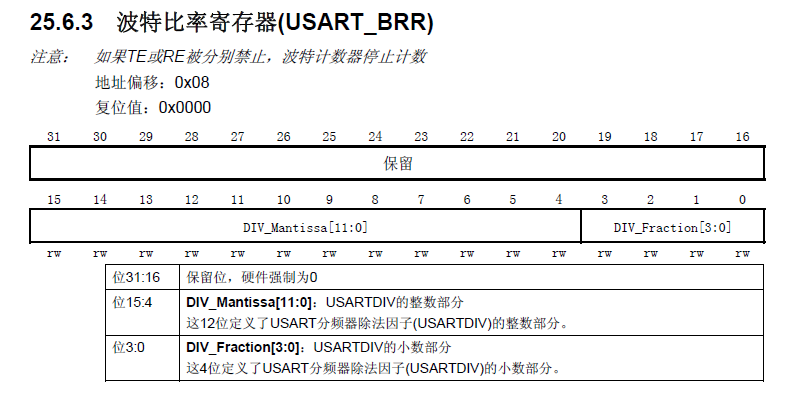 25.6.3 波特比率寄存器(USART_BRR)
注意： 如果TE或RE被分别禁止，波特计数器停止计数
地址偏移：0x08
复位值：0x0000
31 30 29 28 27 26 25 24 23 22 21 20 19 18 17 16
保留
15 14 13 12 11 10 9 8 7 6 5 4 3 2 1 0
DIV_Mantissa[11:0] DIV_Fraction[3:0]
rw rw rw rw rw rw rw rw rw rw rw rw rw rw rw rw
位31:16 保留位，硬件强制为0
位15:4 DIV_Mantissa[11:0]：USARTDIV的整数部分
这12位定义了USART分频器除法因子(USARTDIV)的整数部分。
位3:0 DIV_Fraction[3:0]：USARTDIV的小数部分
这4位定义了USART分频器除法因子(USARTDIV)的小数部分。